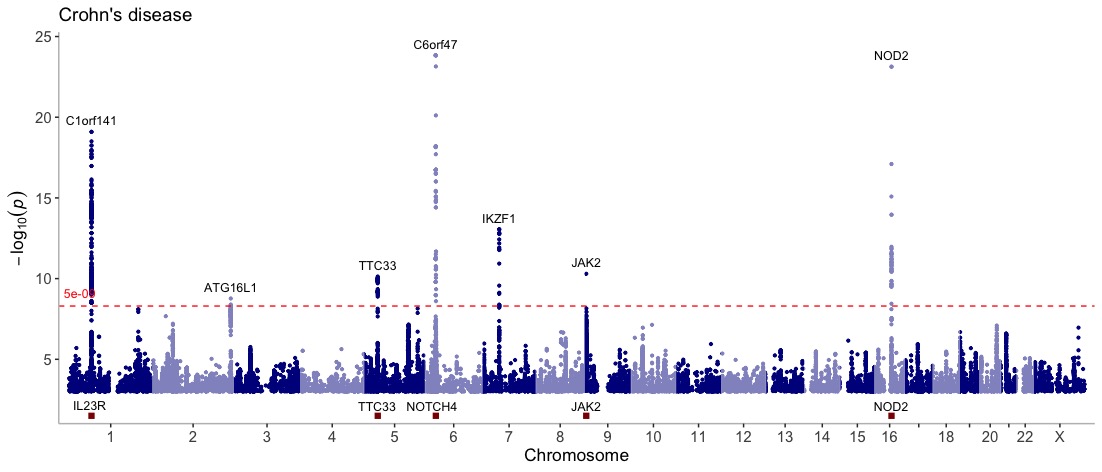 Crohn's disease
25
C6orf47
NOD2
20
C1orf141
15
IKZF1
TTC33
JAK2
10
ATG16L1
5e-09
5
−log10(p)
IL23R TTC33 NOTCH4 JAK2 NOD2
1 2 3 4 5 6 7 8 9 10 11 12 13 14 15 16 18 20 22 X
Chromosome